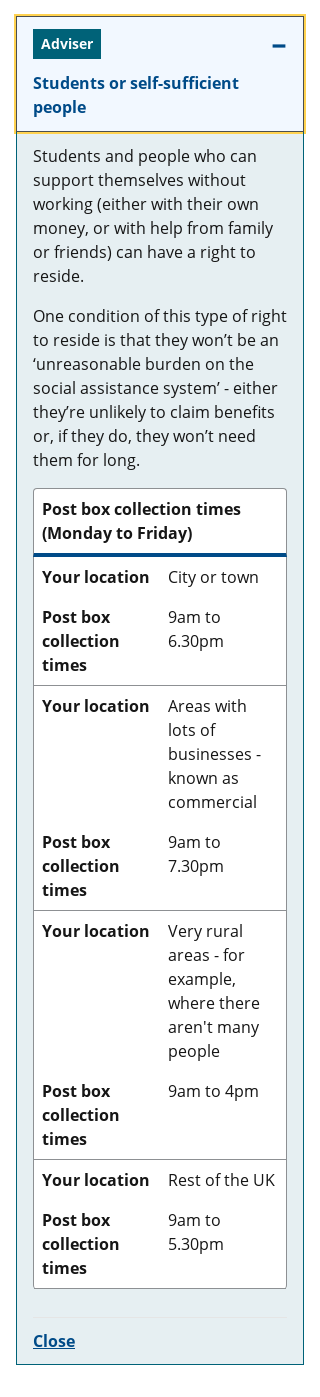 Adviser
Students or self-sufficient
people
Students and people who can
support themselves without
working (either with their own
money, or with help from family
or friends) can have a right to
reside.
One condition of this type of right
to reside is that they won’t be an
‘unreasonable burden on the
social assistance system’ - either
they’re unlikely to claim benefits
or, if they do, they won’t need
them for long.
Post box collection times
(Monday to Friday)
Your location City or town
Post box 9am to
collection 6.30pm
times
Your location Areas with
lots of
businesses -
known as
commercial
Post box 9am to
collection 7.30pm
times
Your location Very rural
areas - for
example,
where there
aren't many
people
Post box 9am to 4pm
collection
times
Your location Rest of the UK
Post box 9am to
collection 5.30pm
times
Close